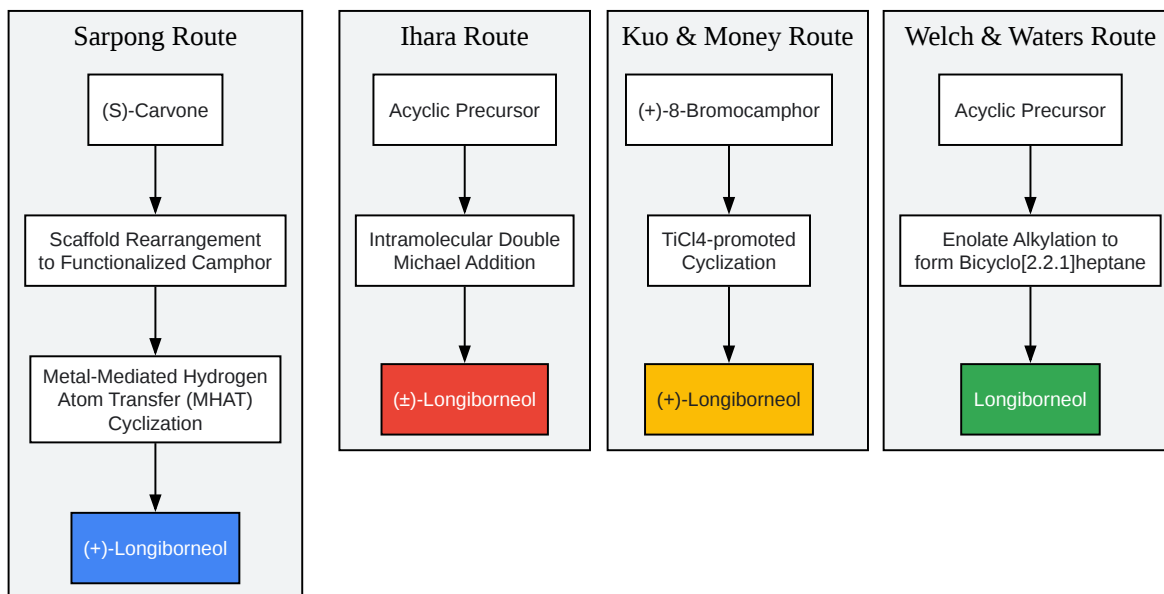 Sarpong Route
(S)-Carvone
Scaffold Rearrangement
to Functionalized Camphor
Metal-Mediated Hydrogen
Atom Transfer (MHAT)
Cyclization
(+)-Longiborneol
Ihara Route
Acyclic Precursor
Intramolecular Double
Michael Addition
(±)-Longiborneol
Kuo & Money Route
(+)-8-Bromocamphor
TiCl4-promoted
Cyclization
(+)-Longiborneol
Welch & Waters Route
Acyclic Precursor
Enolate Alkylation to
form Bicyclo[2.2.1]heptane
Longiborneol